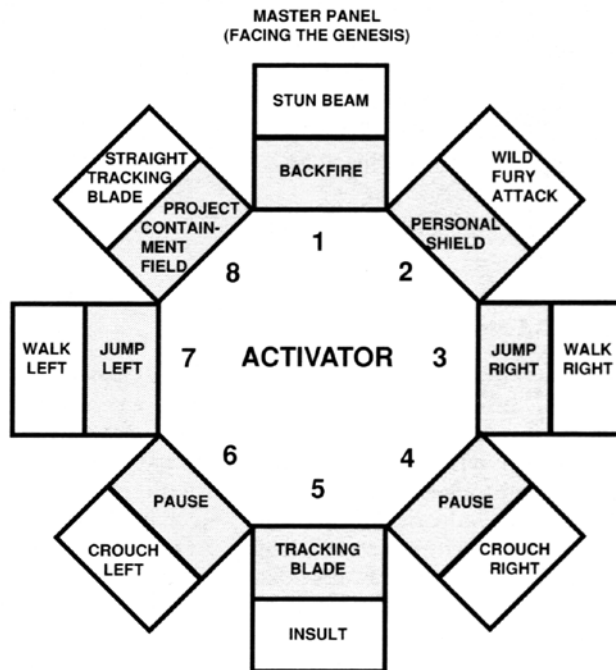 MASTER PANEL
(FACING THE GENESIS)
STUN BEAM
BACKFIRE
STRAIGHT
TRACKING
BLADE
PROJECT
CONTAIN-
MENT
FIELD
WILD
FURY
ATTACK
PERSONAL
SHIELD
1
8
2
WALK
LEFT
JUMP
LEFT
7
ACTIVATOR
3
JUMP
RIGHT
WALK
RIGHT
6
4
5
PAUSE
CROUCH
LEFT
PAUSE
CROUCH
RIGHT
TRACKING
BLADE
INSULT